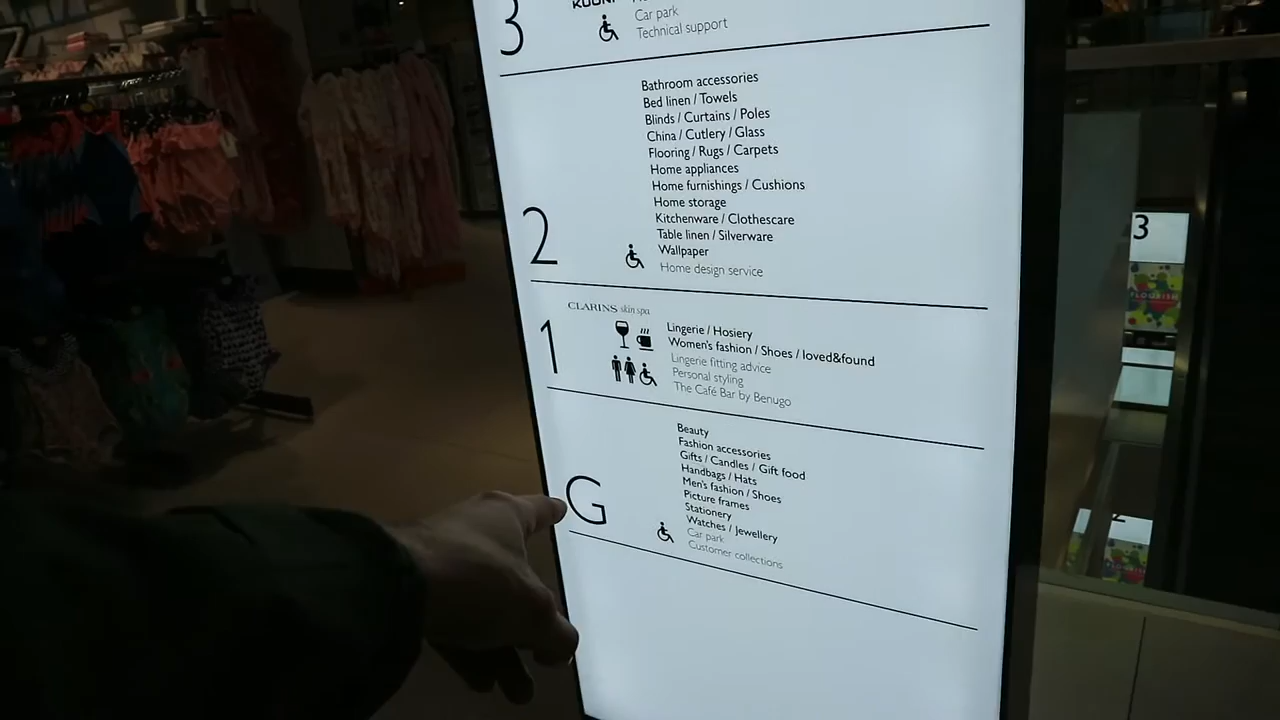 3
Car park
Technical support
Bathroom accessories
Bed linen / Towels
Blinds / Curtains / Poles
China / Cutlery / Glass
Flooring / Rugs / Carpets
Home appliances
Home furnishings / Cushions
Home storage
Kitchenware / Clothescare
Table linen / Silverware
2
Wallpaper
Home design service
CLARINS skin spa
1
Lingerie / Hosiery
Women's fashion / Shoes / loved&found
Lingerie fitting advice
Personal styling
The Café Bar by Benugo
Beauty
Fashion accessories
Gifts / Candles / Gift food
Handbags / Hats
Men's fashion / Shoes
G
Picture frames
Stationery
Watches / Jewellery
Car park
Customer collections
3
FLOURISH